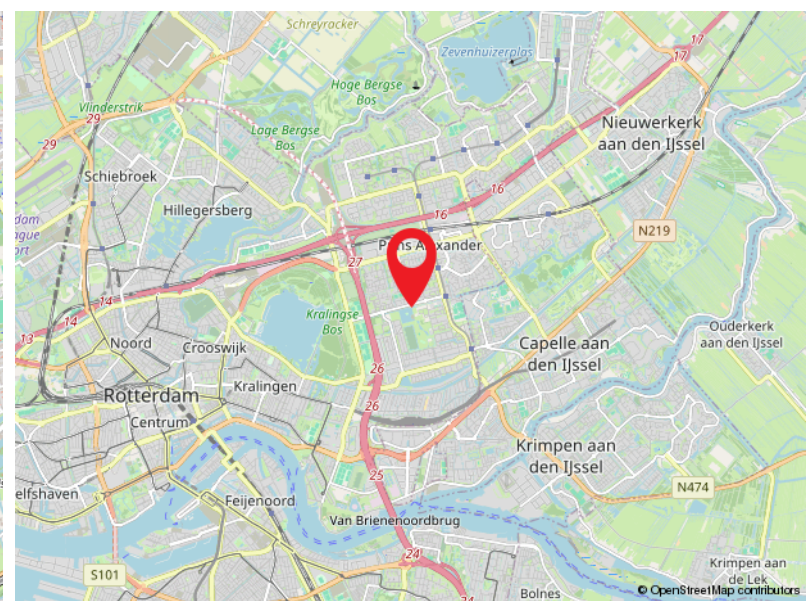 Schreyracker
17
Zevenhuizerplas
17
Hoge Bergse
Bos
Vlinderstrik
29
Nieuwerkerk
aan den IJssel
Lage Bergse
Bos
29
Schiebroek
16
Hillegersberg
16
N219
Alexander
27
14
14
Kralingse
Bos
13
Noord
Crooswijk
Ouderkerk
aan den IJssel
Capelle aan
den IJssel
26
Kralingen
Rotterdam
26
Centrum
Krimpen aan
den IJssel
25
N474
Feijenoord
Van Brienenoordbrug
24
S101
Krimpen aan
de Lek
Bolnes
24
© OpenStreetMap contributors